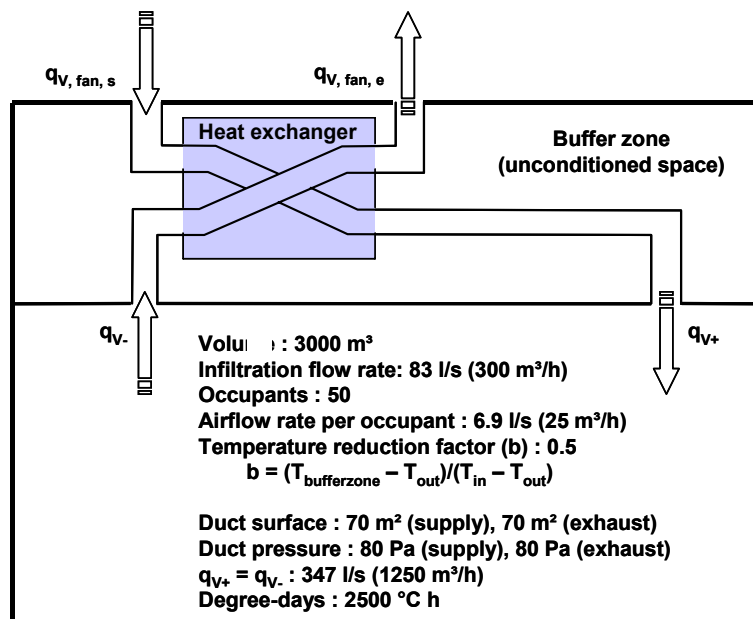 qV, fan, s
qV, fan, e
Heat exchanger
Buffer zone
(unconditioned space)
qV-
qV+
: 3000 m³
Infiltration flow rate: 83 l/s (300 m³/h)
Occupants : 50
Airflow rate per occupant : 6.9 l/s (25 m³/h)
Temperature reduction factor (b) : 0.5
b = (Tbufferzone – Tout)/(Tin – Tout)
Duct surface : 70 m² (supply), 70 m² (exhaust)
Duct pressure : 80 Pa (supply), 80 Pa (exhaust)
qV+ = qV- : 347 l/s (1250 m³/h)
Degree-days : 2500 °C h